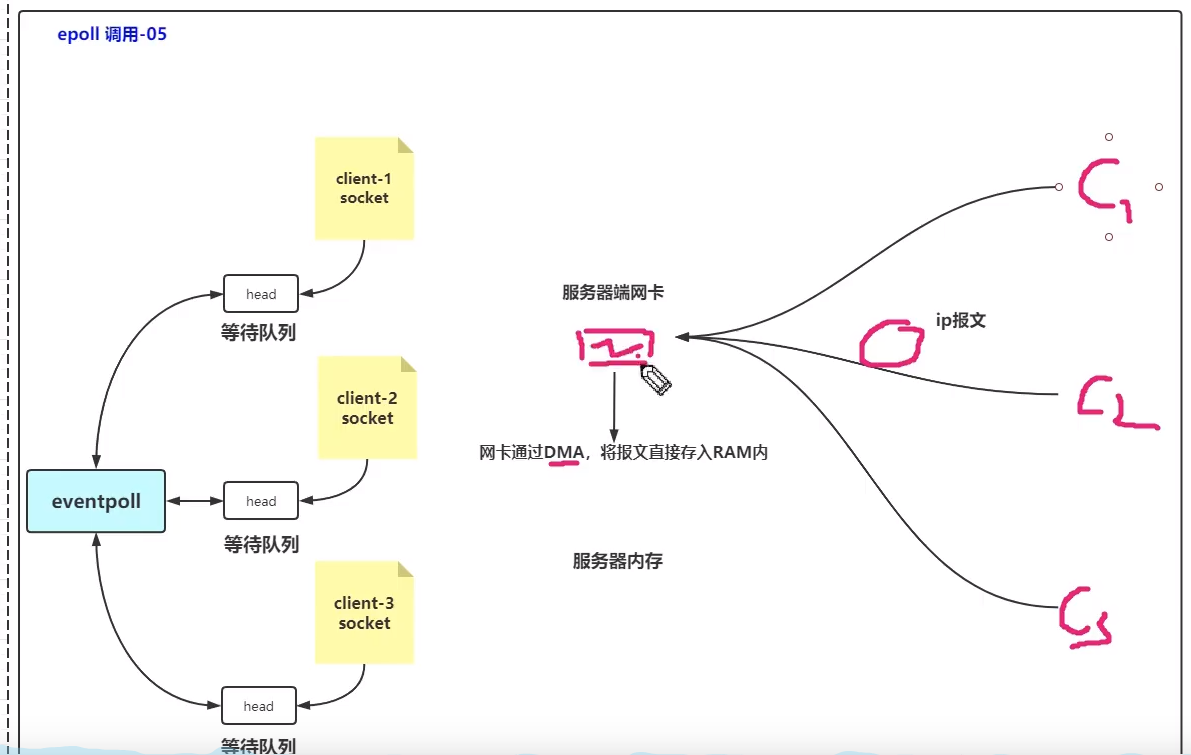 epoll 调用-05
client-1
socket
head
等待队列
client-2
socket
eventpoll
head
等待队列
client-3
socket
head
等待队列
服务器端网卡
网卡通过DMA，将报文直接存入RAM内
服务器内存
ip报文
C1
C2
C3